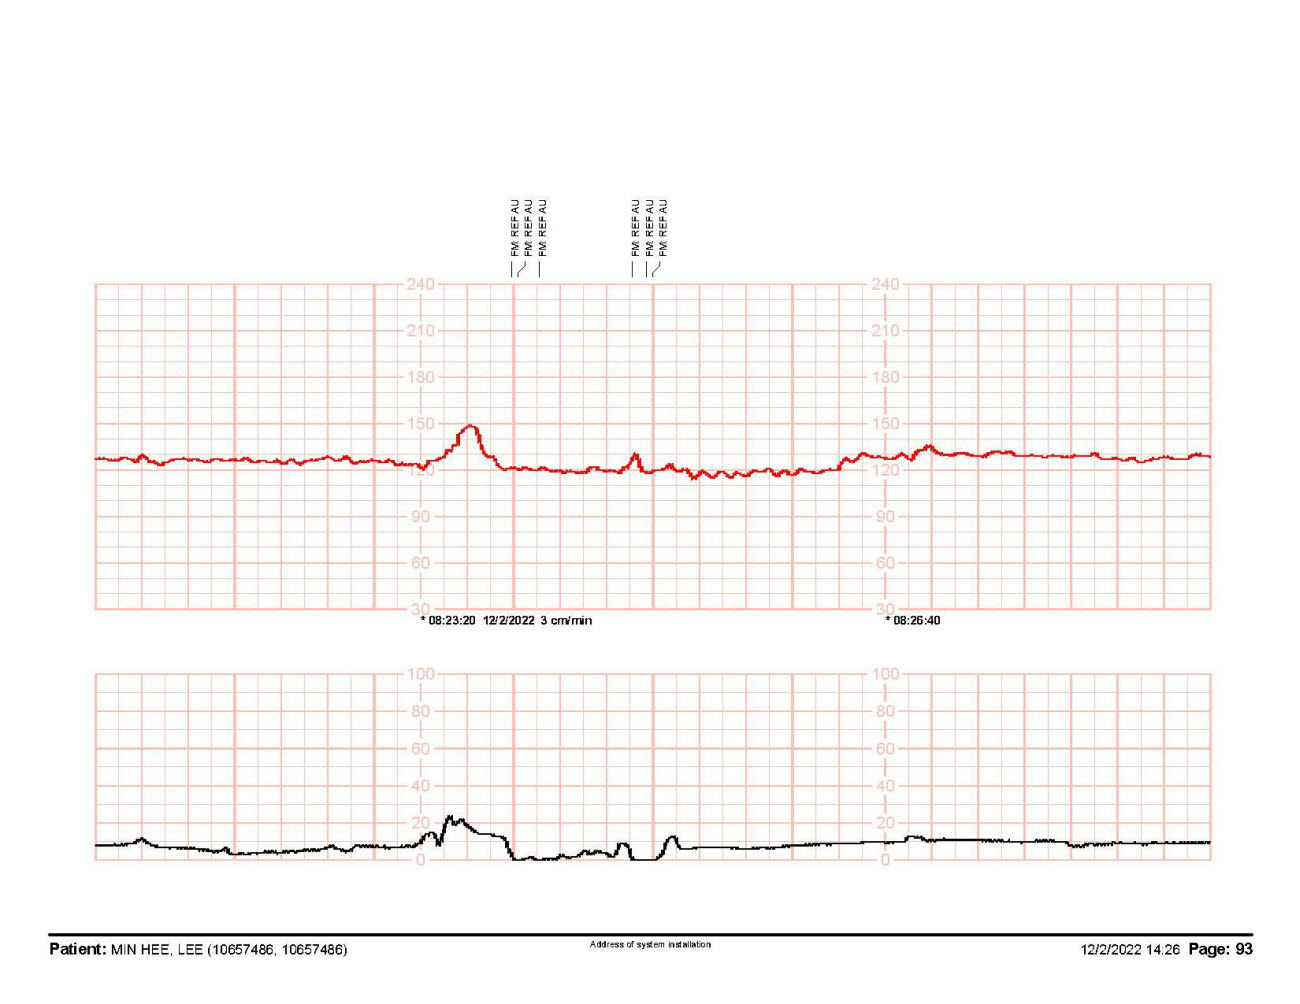 FM: REF AU
FM: REF AU
FM: REF AU
FM: REF AU
FM: REF AU
FM: REF AU
240 240
210 210
180 180
150 150
120
90 90
60 60
30 30
* 08:23:20 12/2/2022 3 cm/min * 08:26:40
100 100
80 80
60 60
40 40
20 20
0 0
Patient: MIN HEE, LEE (10657486, 10657486) Address of system installation 12/2/2022 14:26 Page: 93